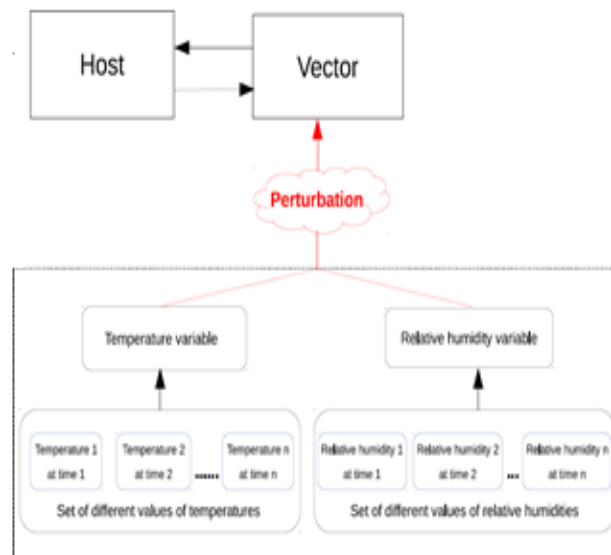 Host
Vector
Perturbation
Temperature variable
Relative humidity variable
Temperature 1
at time 1
Temperature 2
at time 2
......
Temperature n
at time n
Set of different values of temperatures
Relative humidity 1
at time 1
Relative humidity 2
at time 2
...
Relative humidity n
at time n
Set of different values of relative humidities